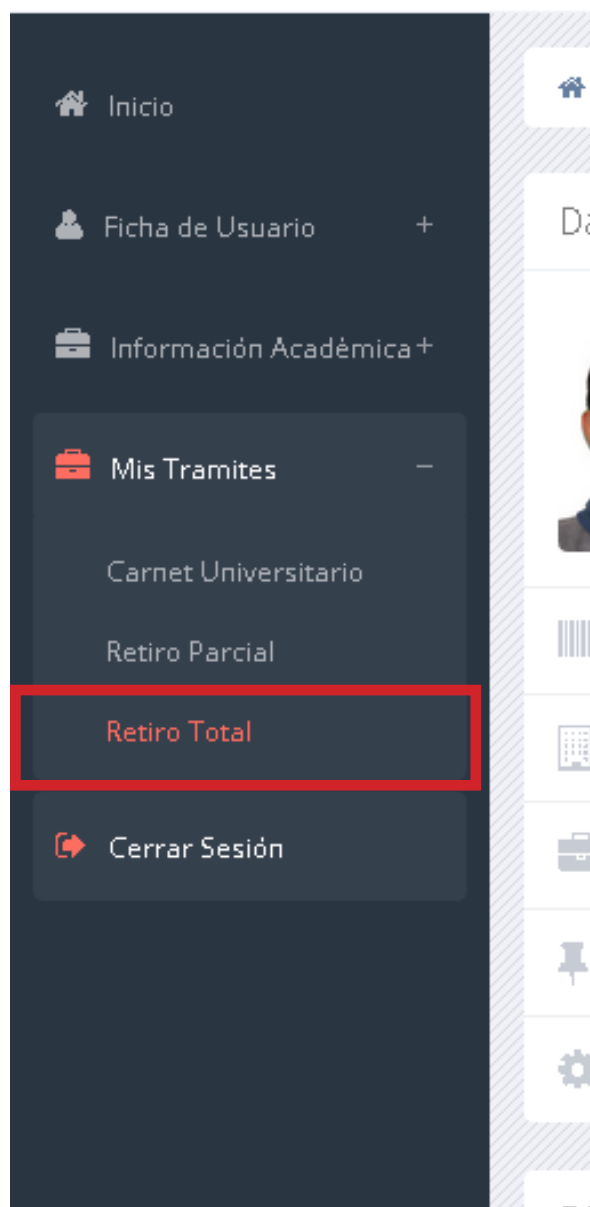 Inicio
Ficha de Usuario +
Información Académica+
Mis Tramites −
Carnet Universitario
Retiro Parcial
Retiro Total
Cerrar Sesión